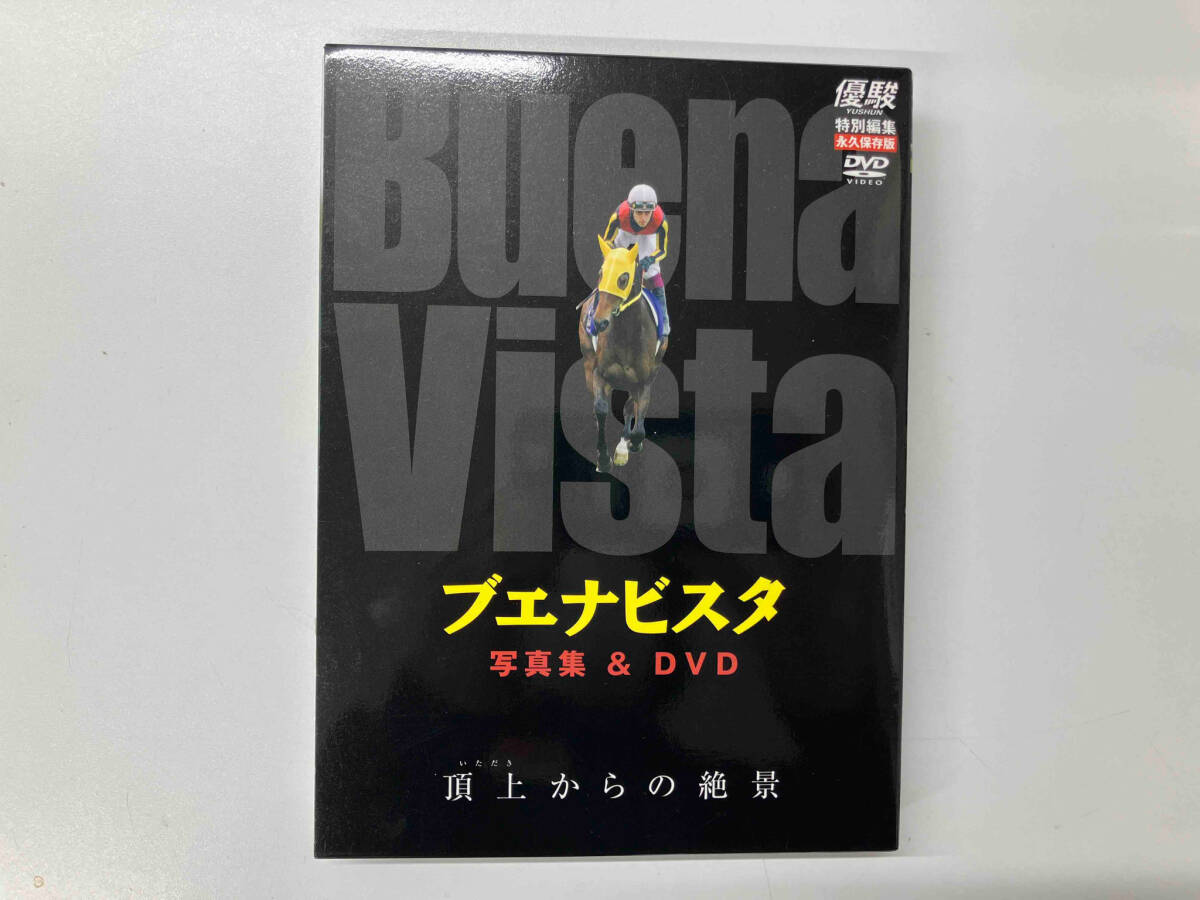 Buena
Vista
優駿
YUSHUN
特別編集
永久保存版
DVD
VIDEO
ブエナビスタ
写真集 & DVD
いただき
頂上からの絶景